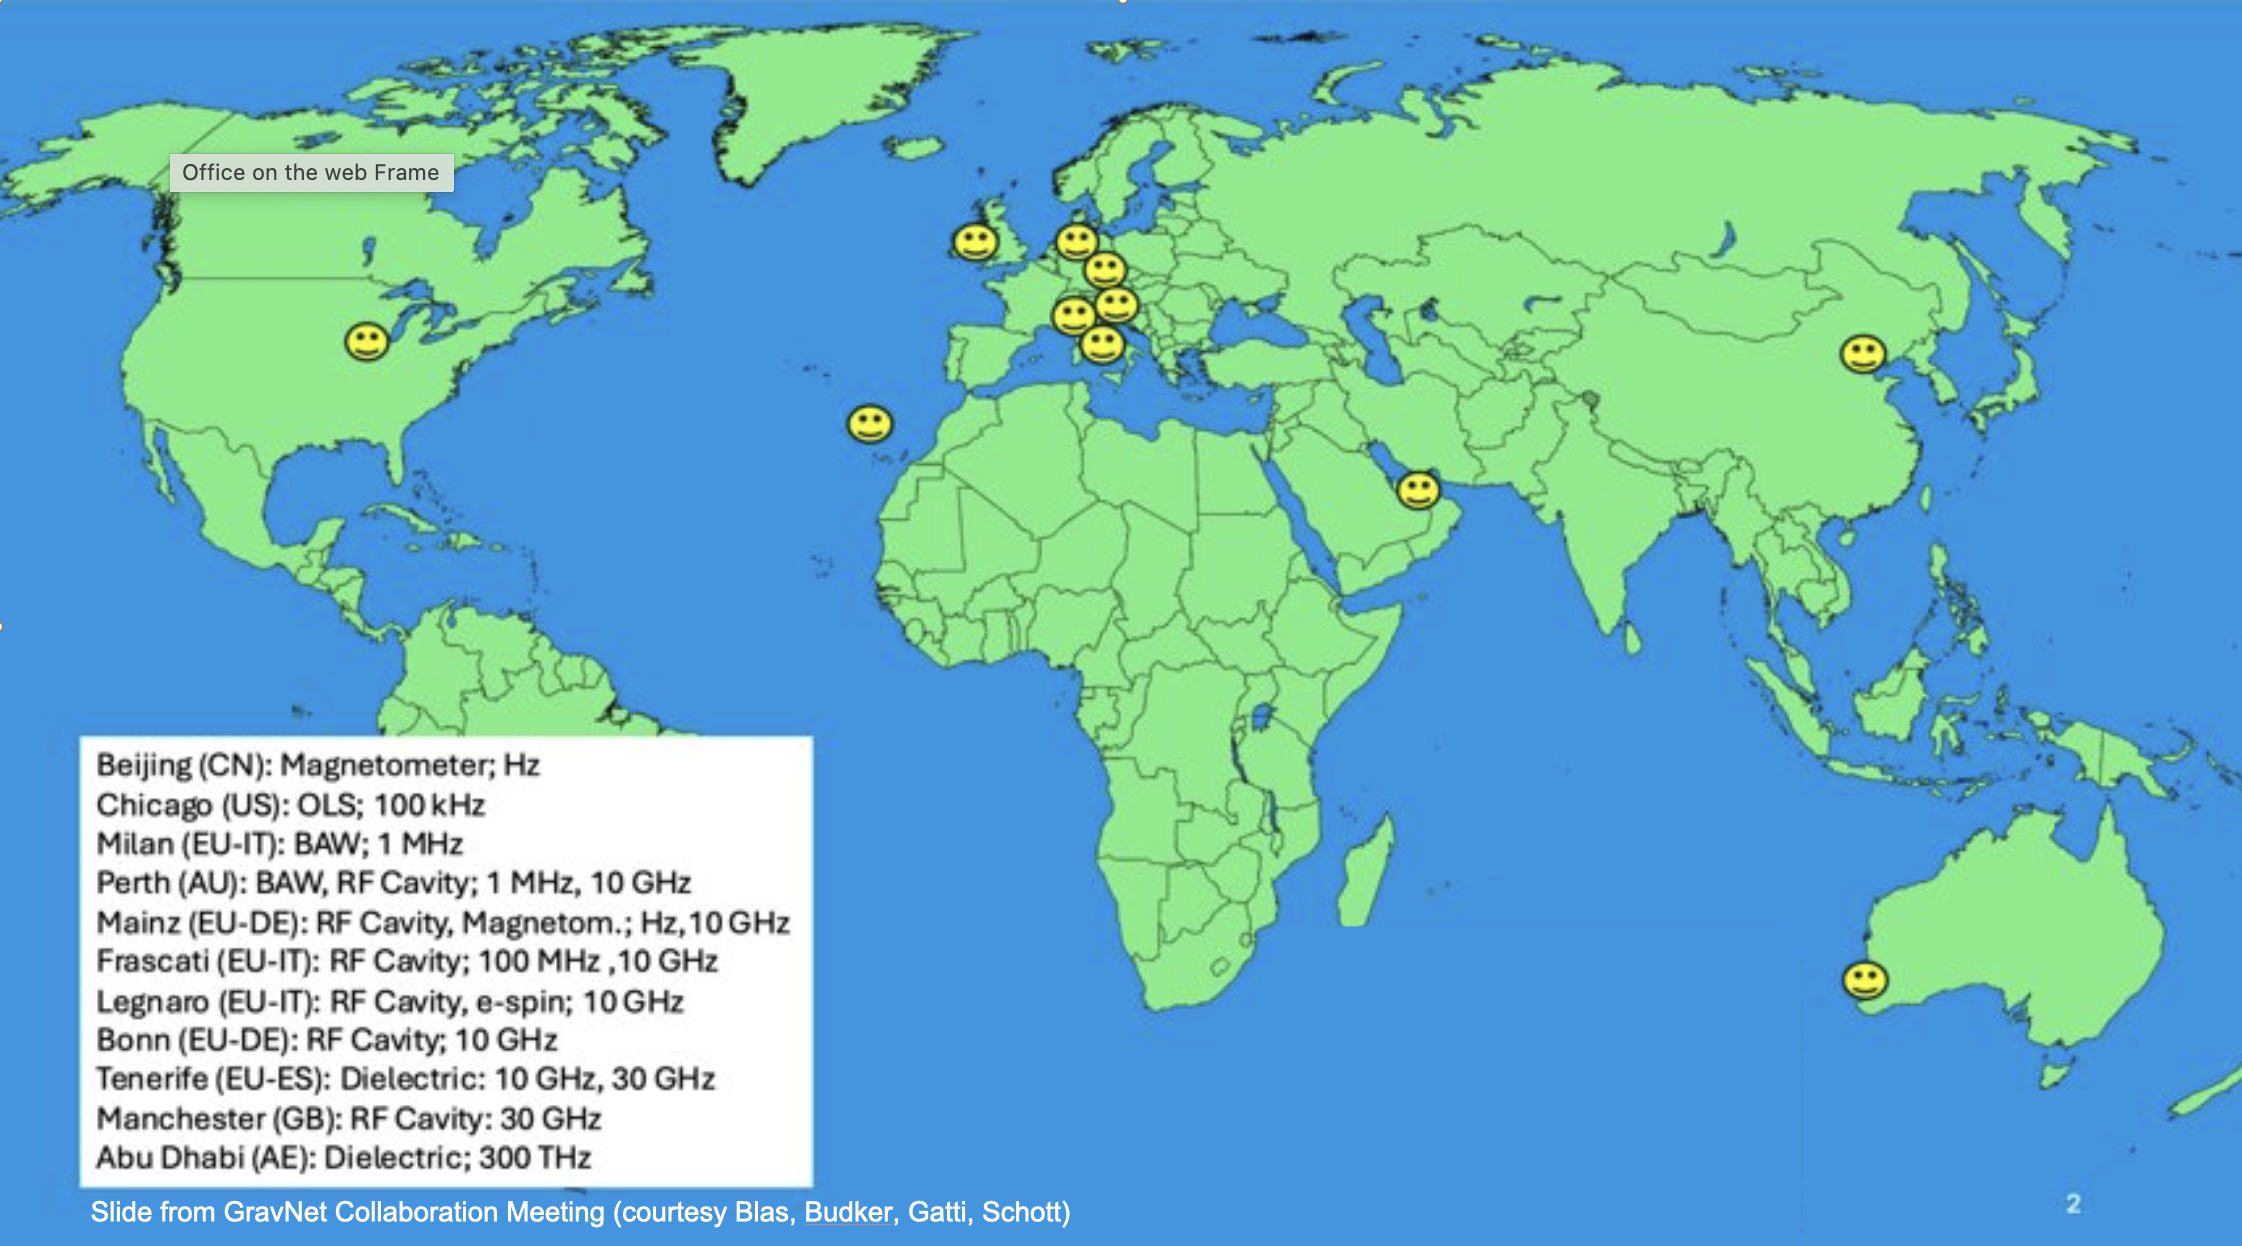 Office on the web Frame
Beijing (CN): Magnetometer; Hz
Chicago (US): OLS; 100 kHz
Milan (EU-IT): BAW; 1 MHz
Perth (AU): BAW, RF Cavity; 1 MHz, 10 GHz
Mainz (EU-DE): RF Cavity, Magnetom.; Hz,10 GHz
Frascati (EU-IT): RF Cavity; 100 MHz ,10 GHz
Legnaro (EU-IT): RF Cavity, e-spin; 10 GHz
Bonn (EU-DE): RF Cavity; 10 GHz
Tenerife (EU-ES): Dielectric: 10 GHz, 30 GHz
Manchester (GB): RF Cavity: 30 GHz
Abu Dhabi (AE): Dielectric; 300 THz
Slide from GravNet Collaboration Meeting (courtesy Blas, Budker, Gatti, Schott)
2